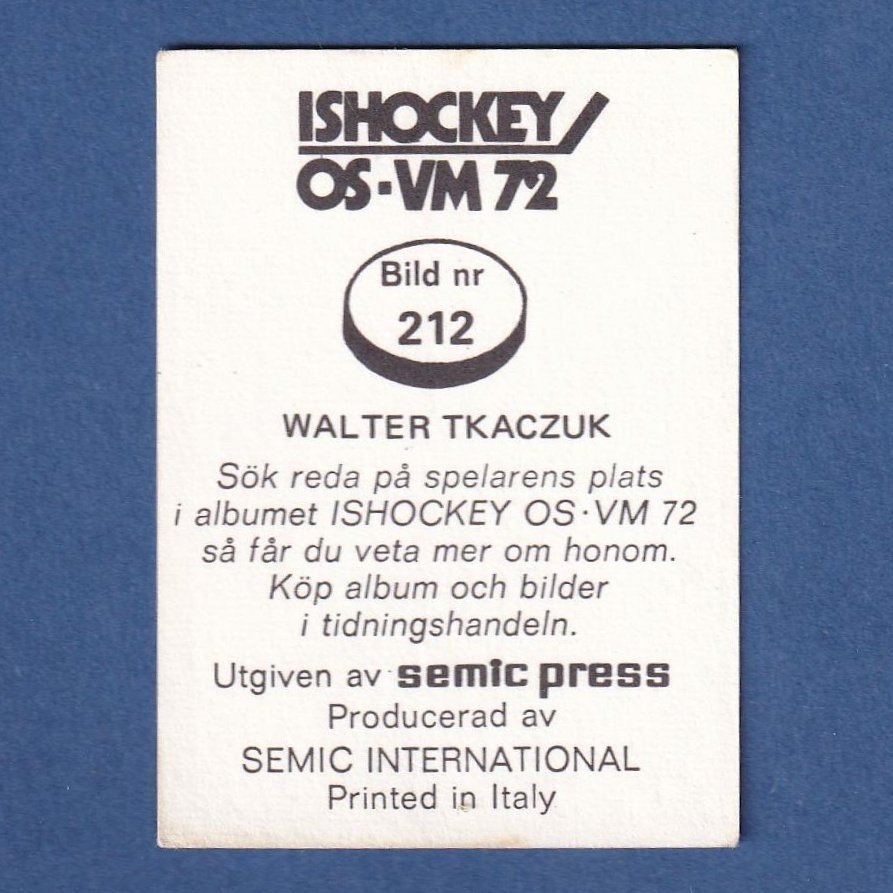 ISHOCKEY
OS·VM 72
Bild nr
212
WALTER TKACZUK
Sök reda på spelarens plats
i albumet ISHOCKEY OS·VM 72
så får du veta mer om honom.
Köp album och bilder
i tidningshandeln.
Utgiven av semic press
Producerad av
SEMIC INTERNATIONAL
Printed in Italy